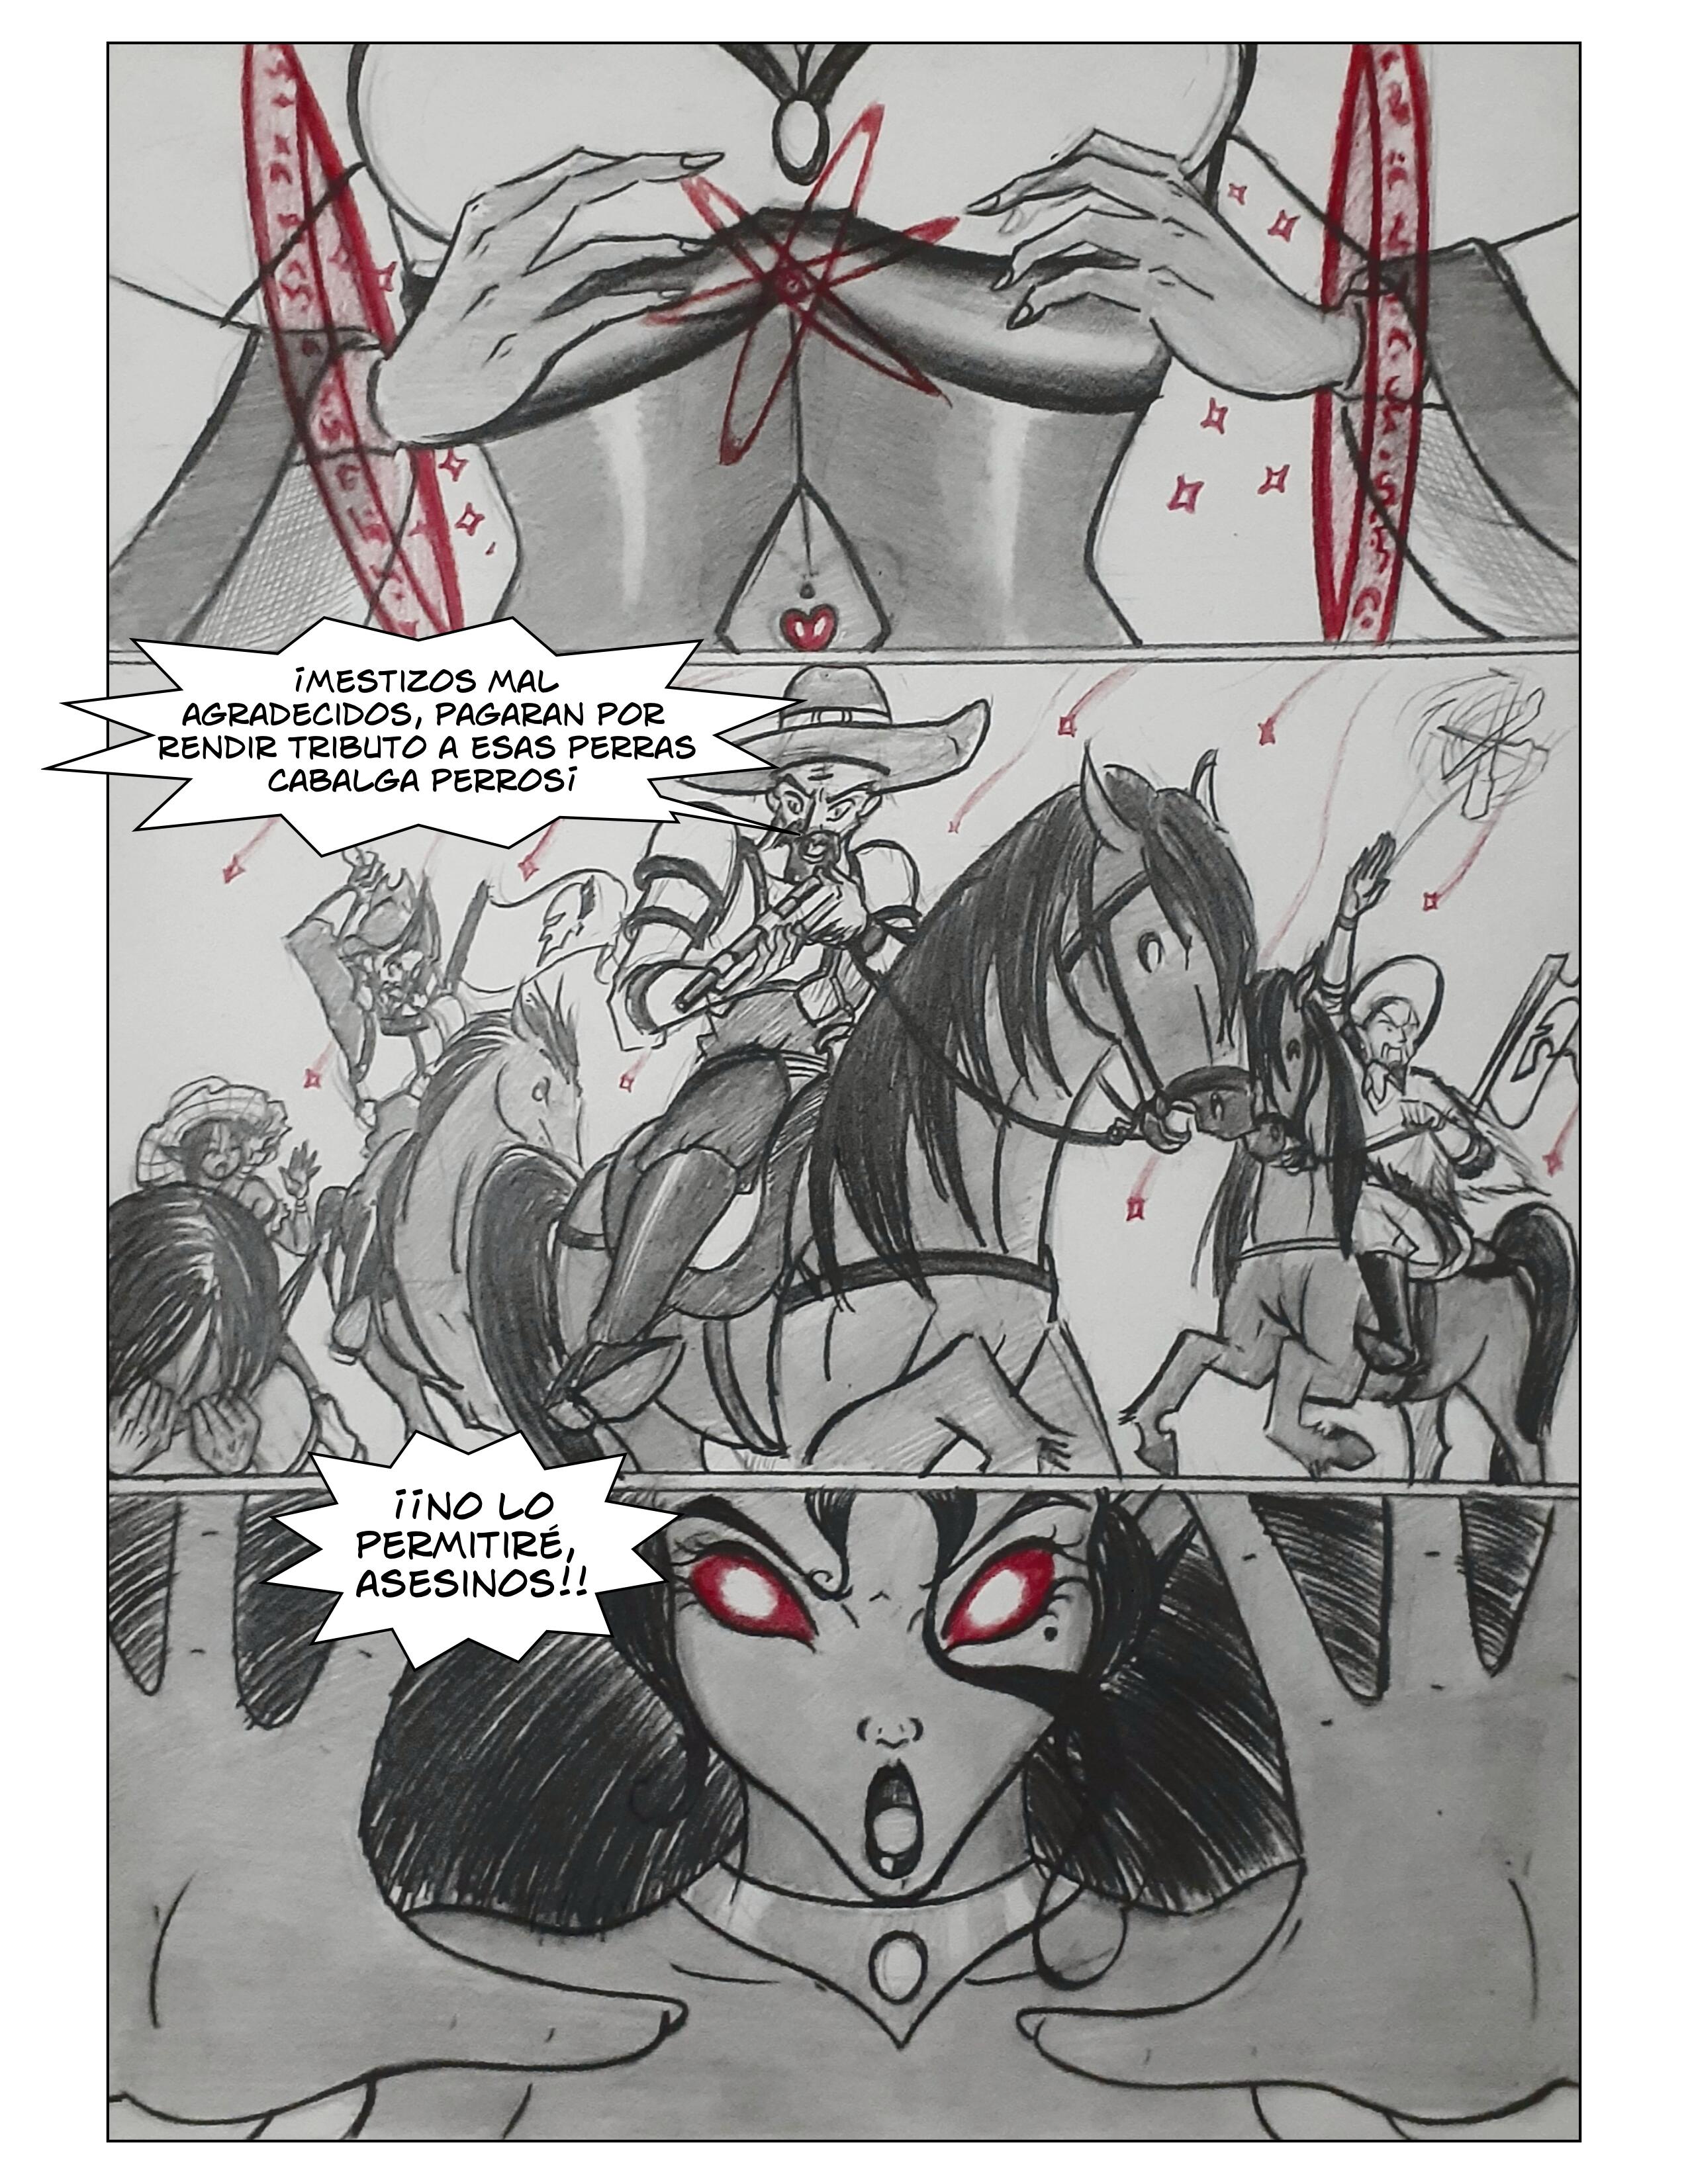 ¡MESTIZOS MAL
AGRADECIDOS, PAGARAN POR
RENDIR TRIBUTO A ESAS PERRAS
CABALGA PERROS¡
¡¡NO LO
PERMITIRÉ,
ASESINOS!!